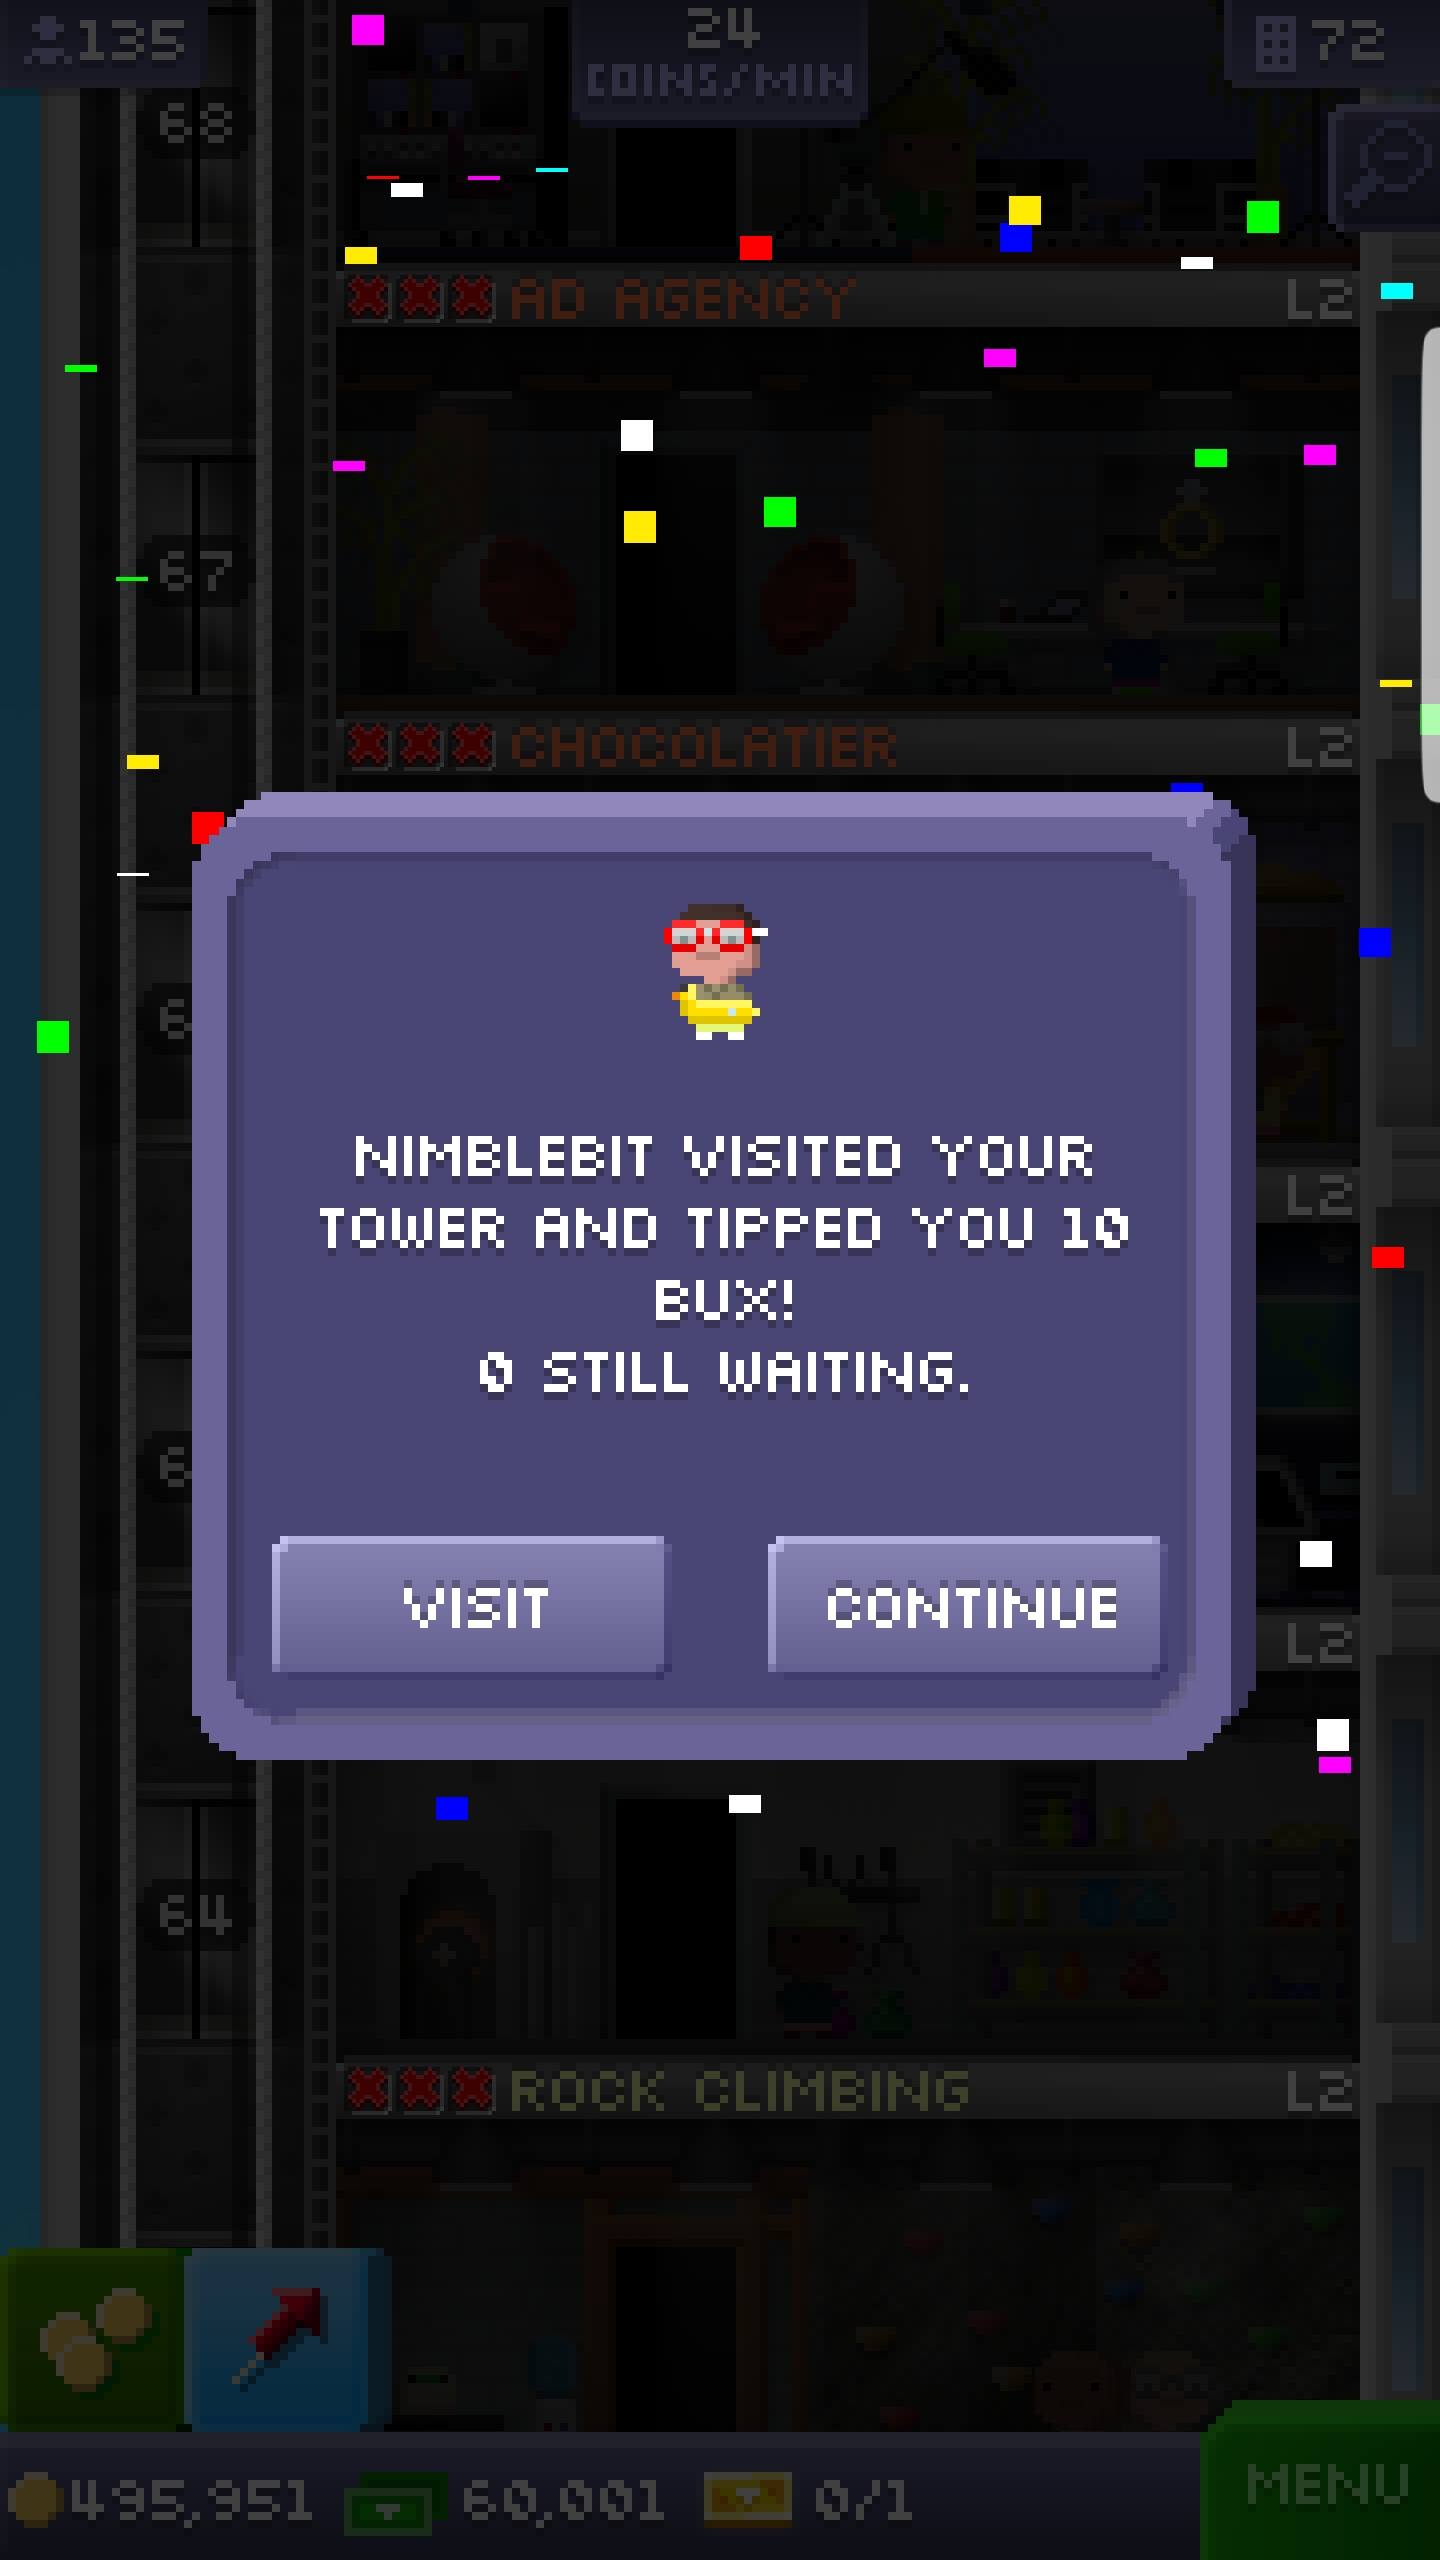 135
24
COINS/MIN
72
68
AD AGENCY L2
67
CHOCOLATIER L2
NIMBLEBIT VISITED YOUR
TOWER AND TIPPED YOU 10
BUX!
0 STILL WAITING.
L2
VISIT CONTINUE
L2
64
ROCK CLIMBING L2
495,951 60,001 0/1 MENU